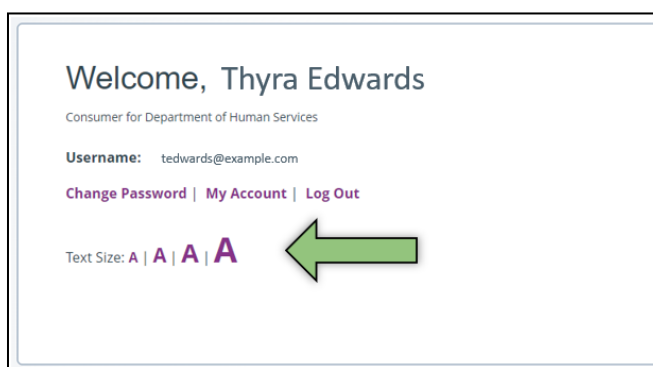 Welcome, Thyra Edwards
Consumer for Department of Human Services
Username: tedwards@example.com
Change Password | My Account | Log Out
Text Size: A | A | A | A